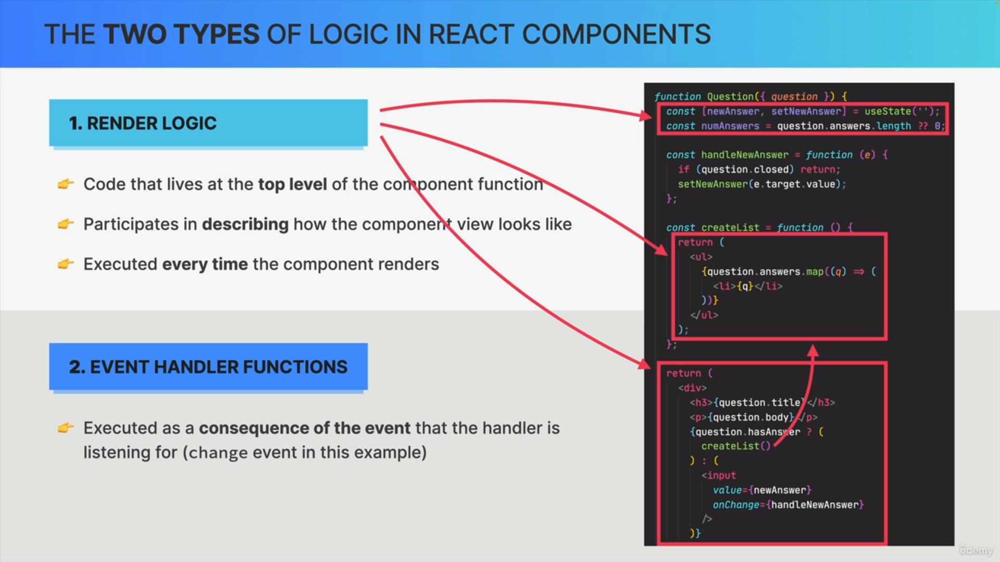 THE TWO TYPES OF LOGIC IN REACT COMPONENTS
1. RENDER LOGIC
👉 Code that lives at the top level of the component function
👉 Participates in describing how the component view looks like
👉 Executed every time the component renders
2. EVENT HANDLER FUNCTIONS
👉 Executed as a consequence of the event that the handler is
listening for (change event in this example)
function Question({ question }) {
const [newAnswer, setNewAnswer] = useState('');
const numAnswers = question.answers.length ?? 0;
const handleNewAnswer = function (e) {
if (question.closed) return;
setNewAnswer(e.target.value);
};
const createList = function () {
return (
<ul>
{question.answers.map((q) => (
<li>{q}</li>
))}
</ul>
);
};
return (
<div>
<h3>{question.title}</h3>
<p>{question.body}</p>
{question.hasAnswer ? (
createList()
) : (
<input
value={newAnswer}
onChange={handleNewAnswer}
/>
)}
ûdemy